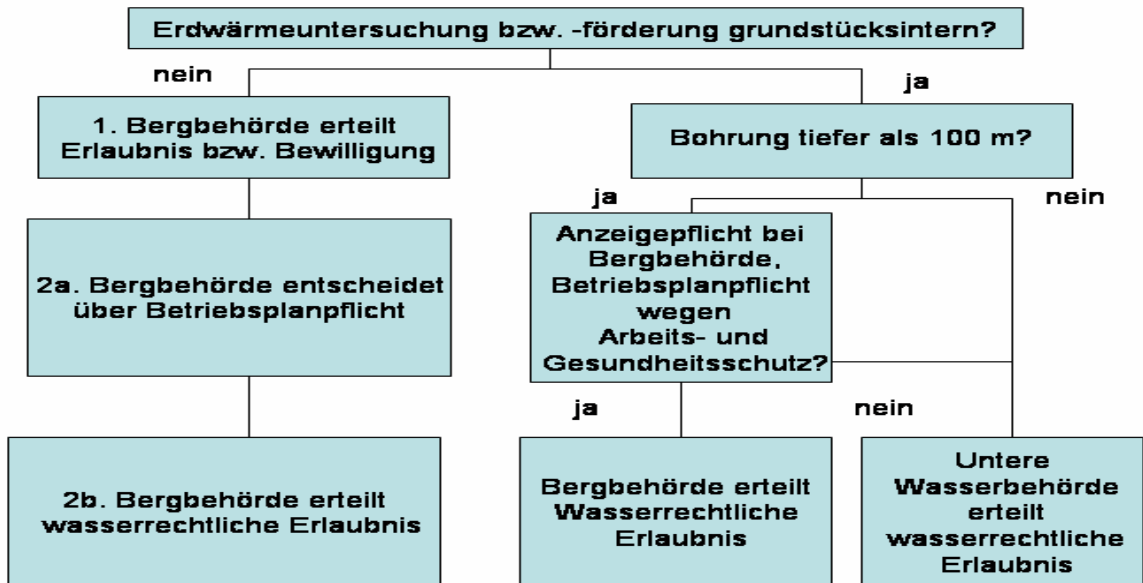 Erdwärmeuntersuchung bzw. -förderung grundstücksintern?
nein
ja
1. Bergbehörde erteilt
Erlaubnis bzw. Bewilligung
Bohrung tiefer als 100 m?
ja
nein
2a. Bergbehörde entscheidet
über Betriebsplanpflicht
Anzeigepflicht bei
Bergbehörde,
Betriebsplanpflicht
wegen
Arbeits- und
Gesundheitsschutz?
ja
nein
2b. Bergbehörde erteilt
wasserrechtliche Erlaubnis
Bergbehörde erteilt
Wasserrechtliche
Erlaubnis
Untere
Wasserbehörde
erteilt
wasserrechtliche
Erlaubnis